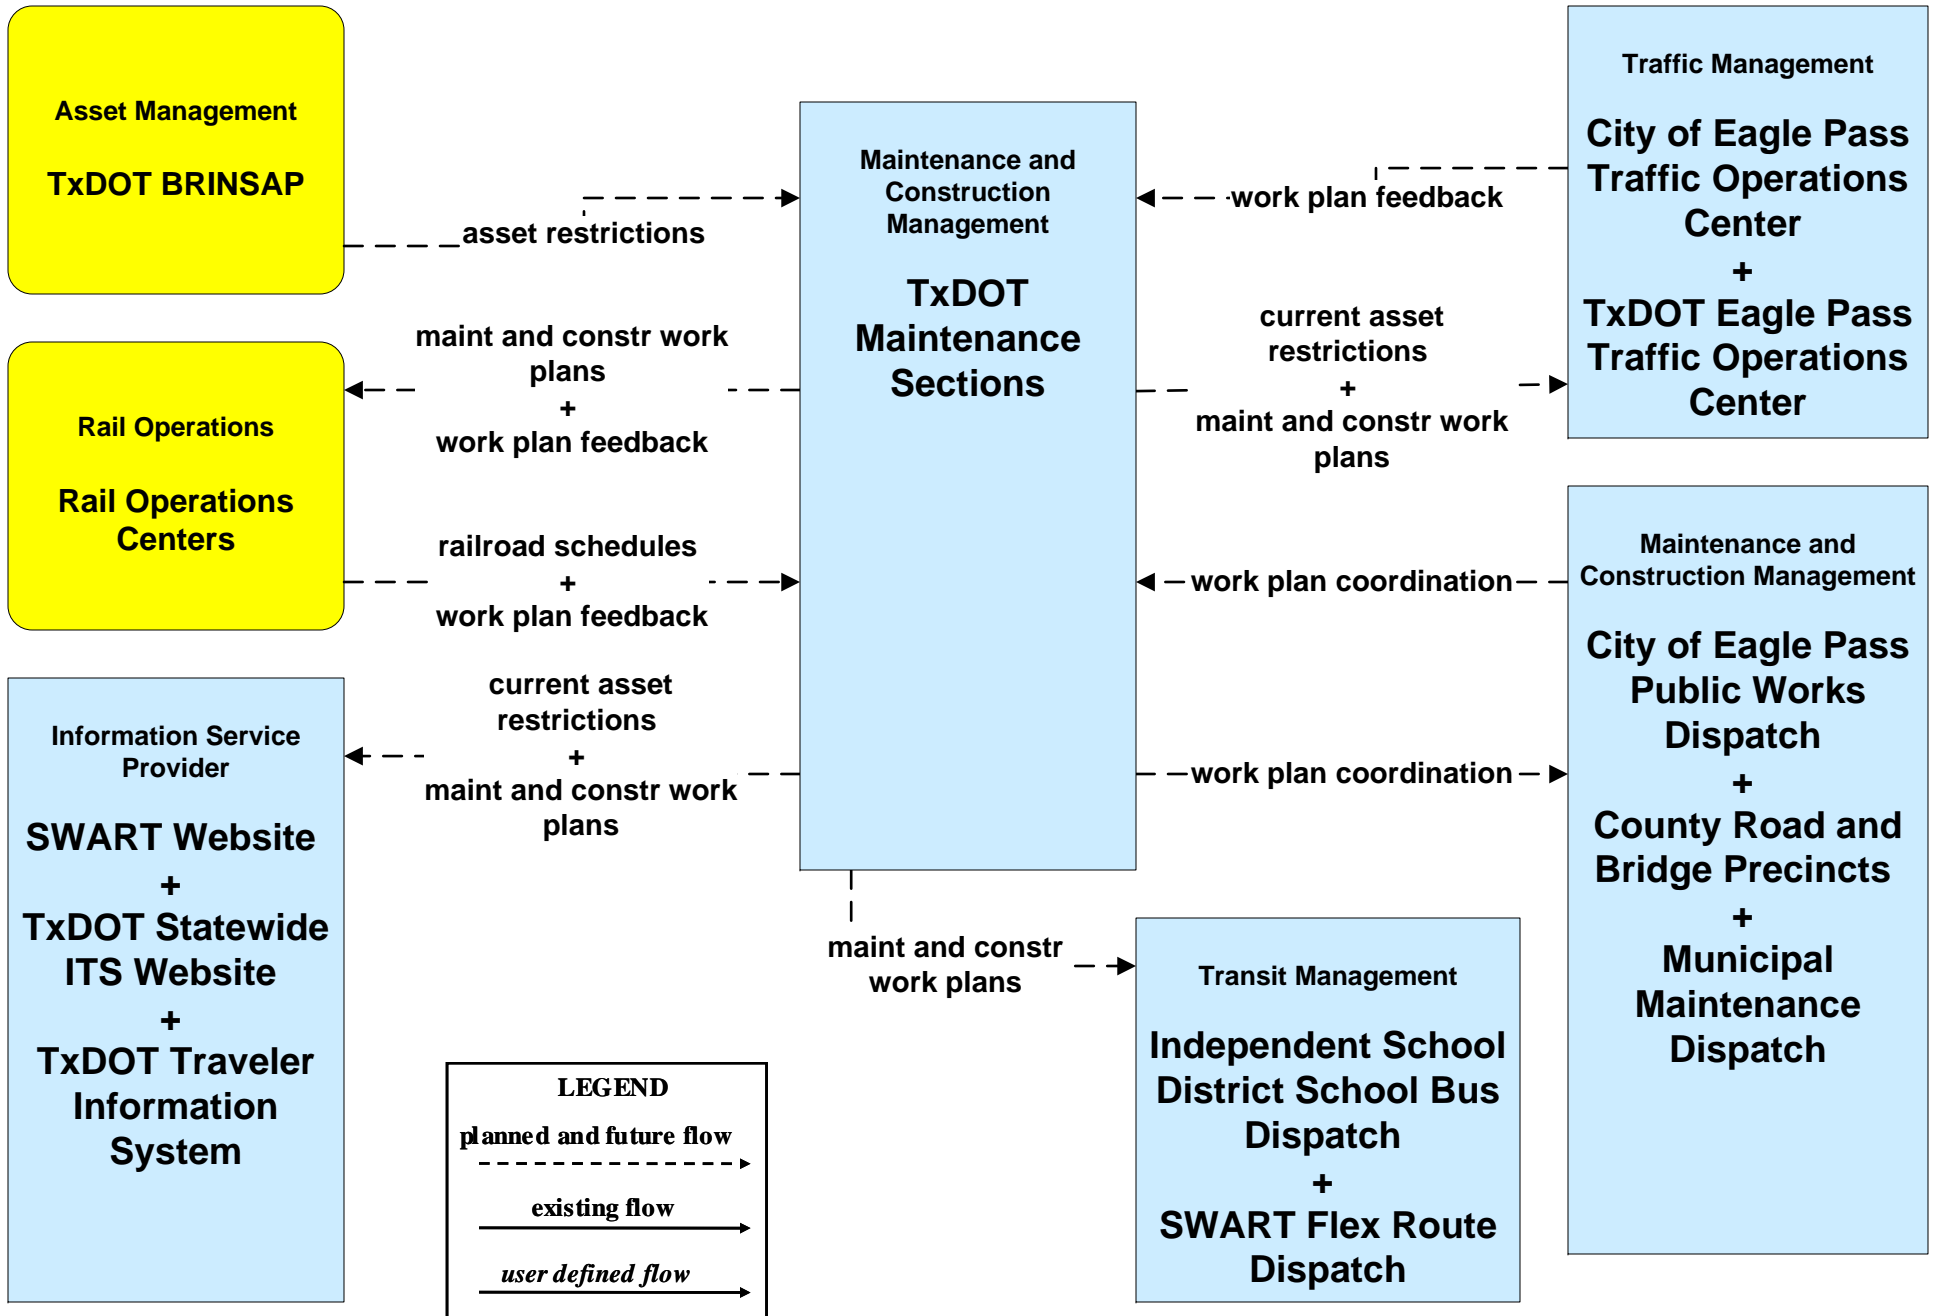 Asset Management
TxDOT BRINSAP
asset restrictions
Maintenance and
Construction
Management
TxDOT
Maintenance
Sections
Traffic Management
City of Eagle Pass
Traffic Operations
Center
+
TxDOT Eagle Pass
Traffic Operations
Center
work plan feedback
maint and constr work
plans
+
work plan feedback
current asset
restrictions
+
maint and constr work
plans
Rail Operations
Rail Operations
Centers
railroad schedules
+
work plan feedback
Maintenance and
Construction Management
City of Eagle Pass
Public Works
Dispatch
+
County Road and
Bridge Precincts
+
Municipal
Maintenance
Dispatch
work plan coordination
work plan coordination
Information Service
Provider
SWART Website
+
TxDOT Statewide
ITS Website
+
TxDOT Traveler
Information
System
current asset
restrictions
+
maint and constr work
plans
maint and constr
work plans
Transit Management
Independent School
District School Bus
Dispatch
+
SWART Flex Route
Dispatch
LEGEND
planned and future flow
existing flow
user defined flow